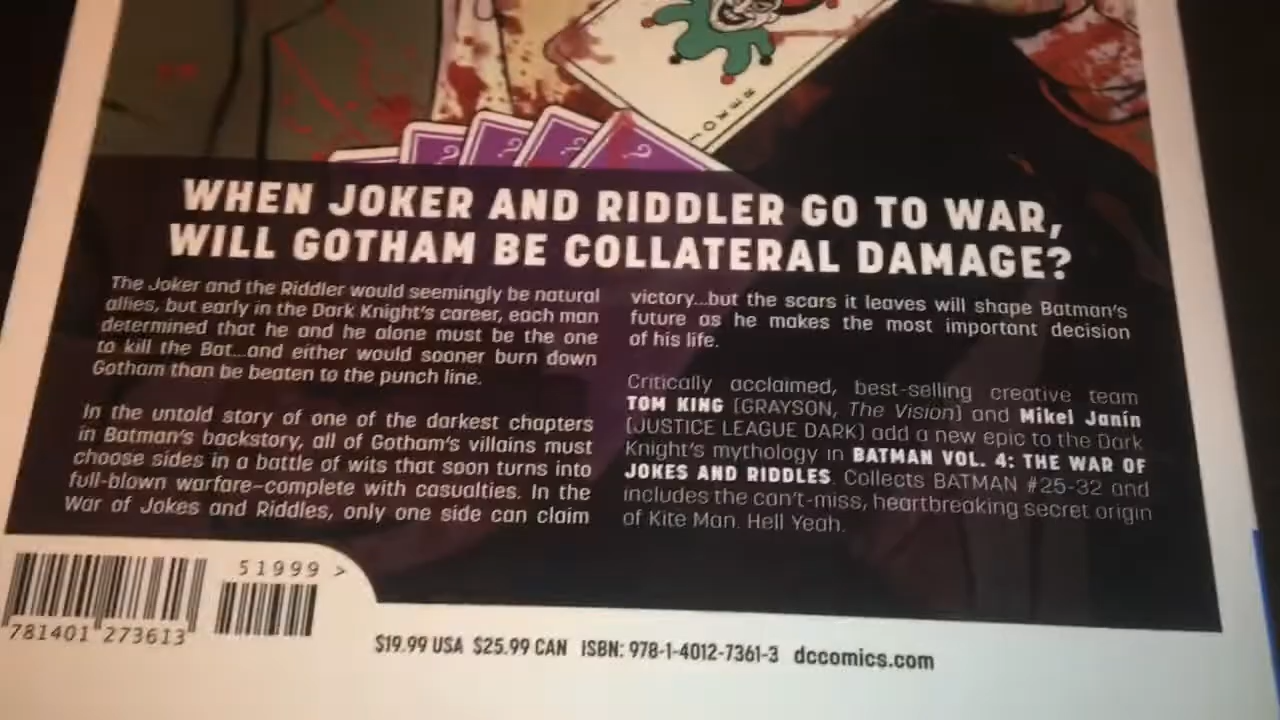 JOKER
? ? ? ?
WHEN JOKER AND RIDDLER GO TO WAR,
WILL GOTHAM BE COLLATERAL DAMAGE?
The Joker and the Riddler would seemingly be natural
allies, but early in the Dark Knight's career, each man
determined that he and he alone must be the one
to kill the Bat...and either would sooner burn down
Gotham than be beaten to the punch line.
In the untold story of one of the darkest chapters
in Batman's backstory, all of Gotham's villains must
choose sides in a battle of wits that soon turns into
full-blown warfare—complete with casualties. In the
War of Jokes and Riddles, only one side can claim
victory...but the scars it leaves will shape Batman's
future as he makes the most important decision
of his life.
Critically acclaimed, best-selling creative team
TOM KING (GRAYSON, The Vision) and Mikel Janín
(JUSTICE LEAGUE DARK) add a new epic to the Dark
Knight's mythology in BATMAN VOL. 4: THE WAR OF
JOKES AND RIDDLES. Collects BATMAN #25-32 and
includes the can't-miss, heartbreaking secret origin
of Kite Man. Hell Yeah.
51999 >
781401 273613
$19.99 USA $25.99 CAN ISBN: 978-1-4012-7361-3 dccomics.com